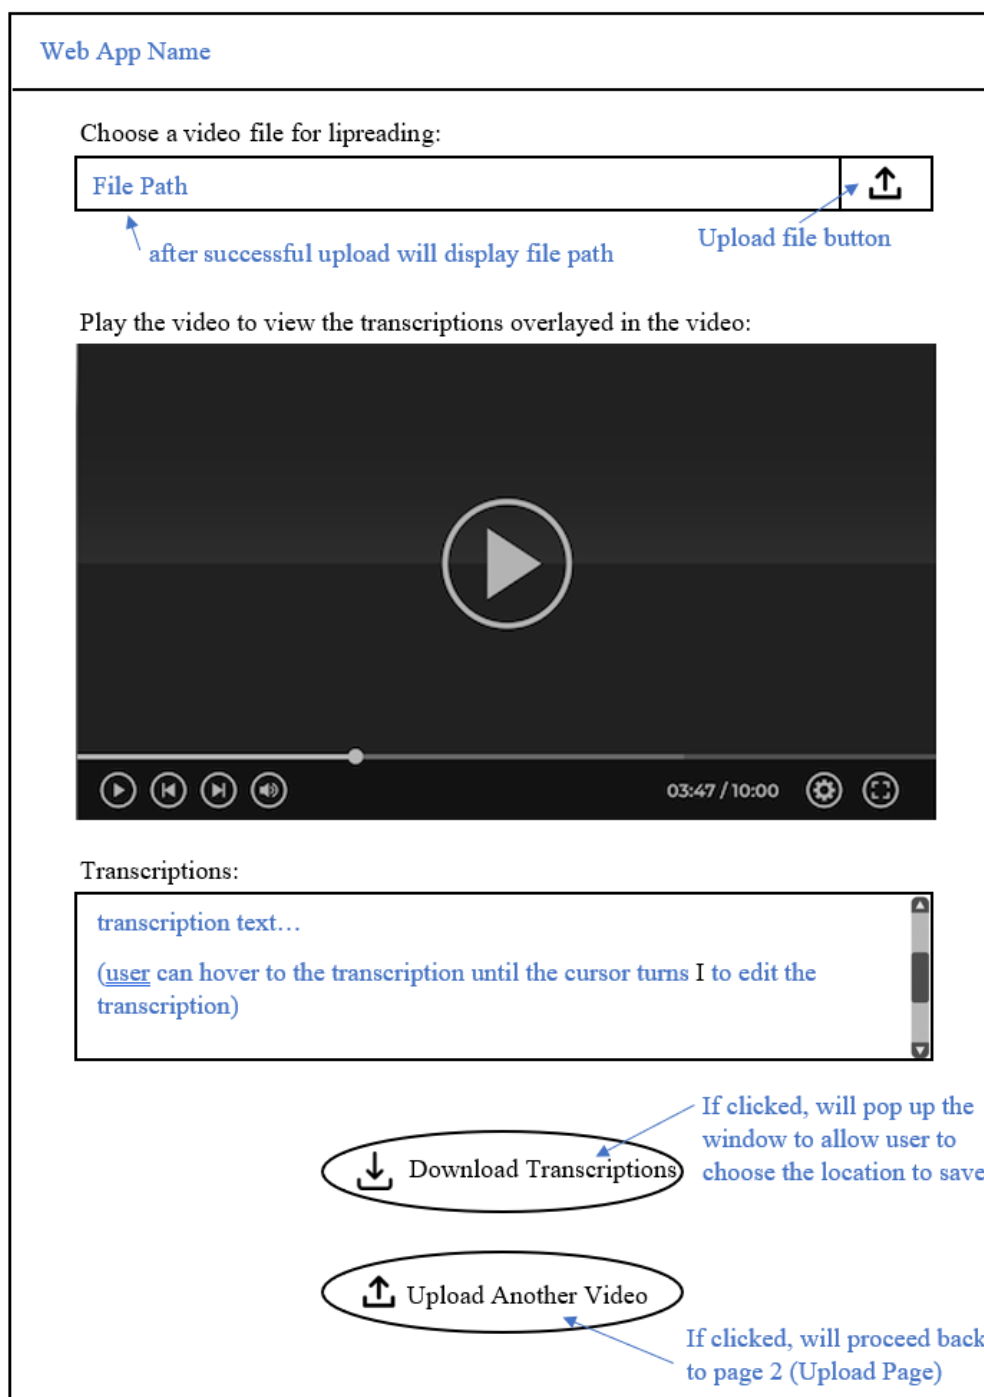 Web App Name
Choose a video file for lipreading:
File Path
after successful upload will display file path
Upload file button
Play the video to view the transcriptions overlayed in the video:
03:47 / 10:00
Transcriptions:
transcription text…
(user can hover to the transcription until the cursor turns I to edit the
transcription)
If clicked, will pop up the
window to allow user to
choose the location to save
Download Transcriptions
Upload Another Video
If clicked, will proceed back
to page 2 (Upload Page)